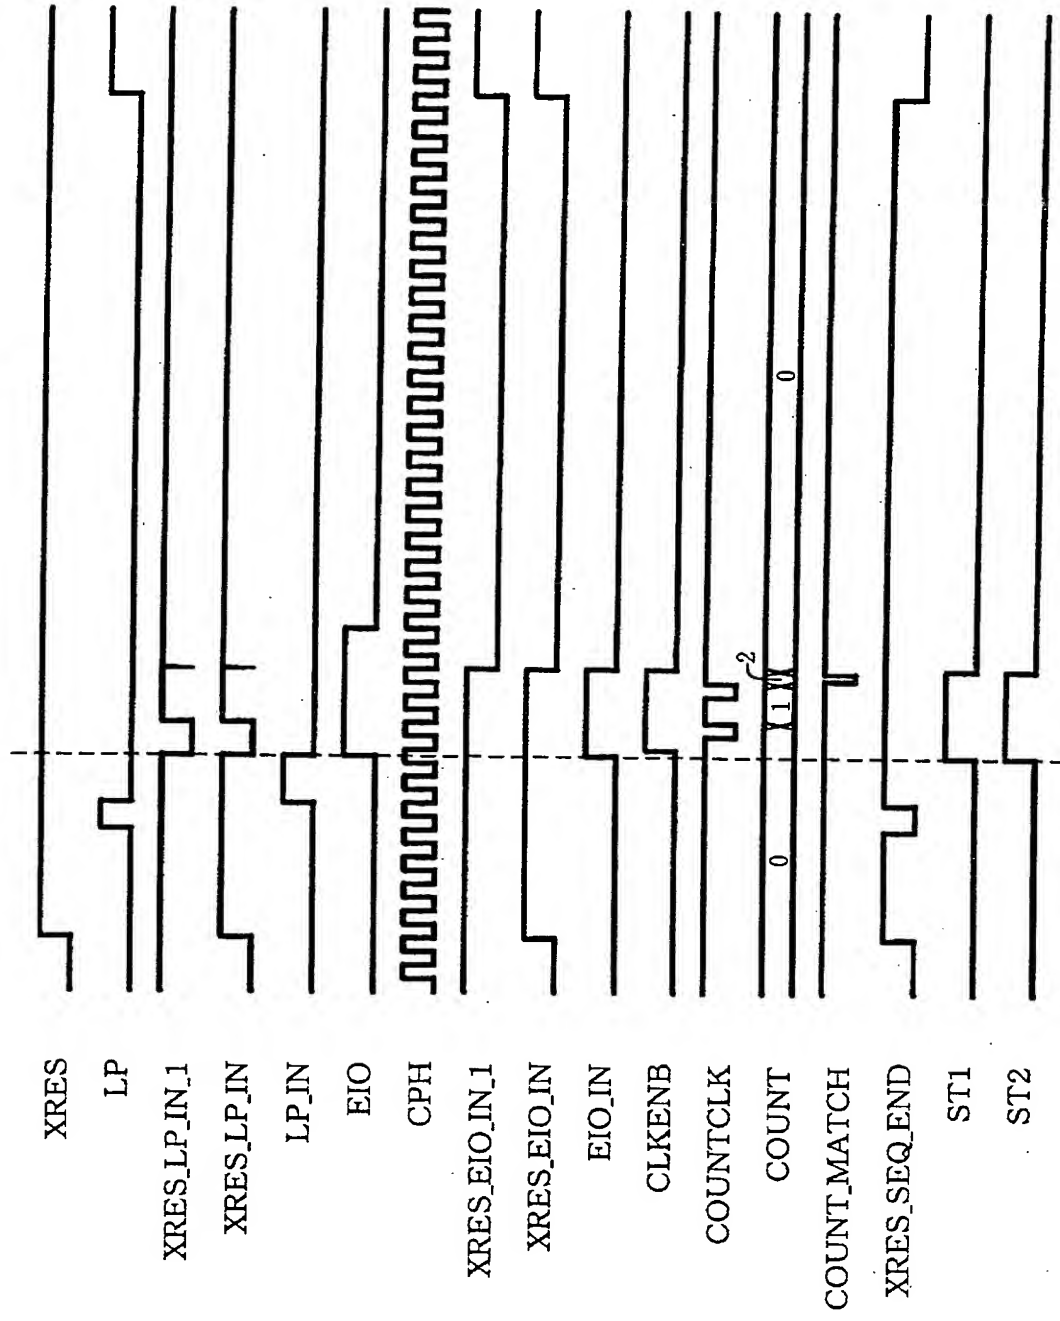 XRES
LP
XRES_LP_IN_1
XRES_LP_IN
LP_IN
EIO
CPH
XRES_EIO_IN_1
XRES_EIO_IN
EIO_IN
CLKENB
COUNTCLK
COUNT 0 1 2 0
COUNT_MATCH
XRES_SEQ_END
ST1
ST2